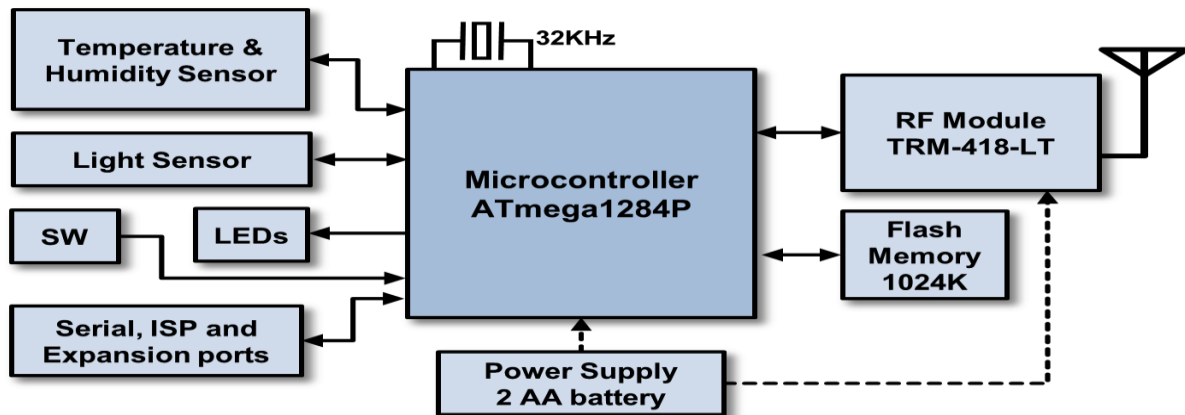 32KHz
Temperature &
Humidity Sensor
Light Sensor
SW
LEDs
Serial, ISP and
Expansion ports
Microcontroller
ATmega1284P
RF Module
TRM-418-LT
Flash
Memory
1024K
Power Supply
2 AA battery